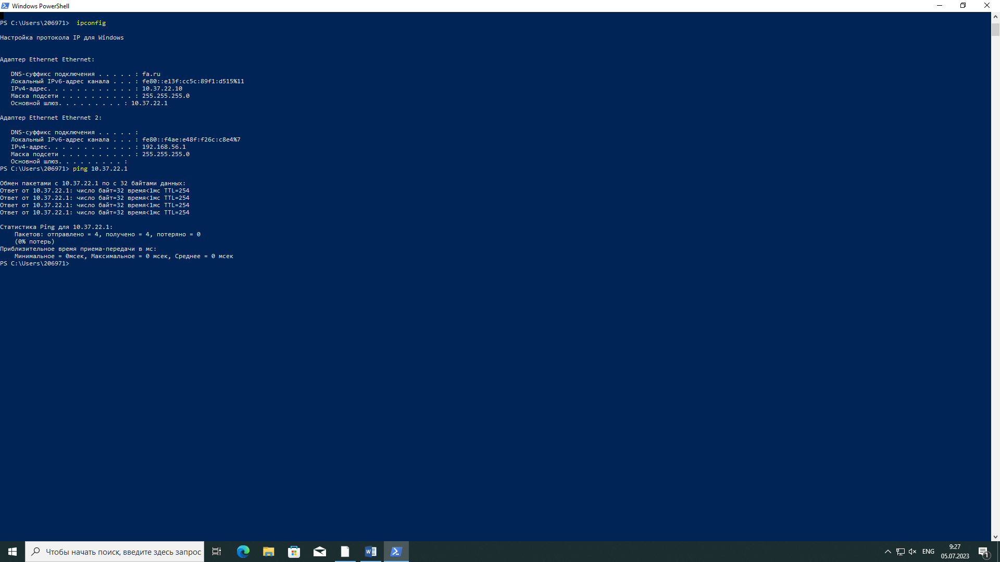 Windows PowerShell
PS C:\Users\206971>  ipconfig
Настройка протокола IP для Windows
Адаптер Ethernet Ethernet:
DNS-суффикс подключения . . . . . : fa.ru
Локальный IPv6-адрес канала . . . : fe80::e13f:cc5c:89f1:d515%11
IPv4-адрес. . . . . . . . . . . . : 10.37.22.10
Маска подсети . . . . . . . . . . : 255.255.255.0
Основной шлюз. . . . . . . . . : 10.37.22.1
Адаптер Ethernet Ethernet 2:
DNS-суффикс подключения . . . . . :
Локальный IPv6-адрес канала . . . : fe80::f4ae:e48f:f26c:c8e4%7
IPv4-адрес. . . . . . . . . . . . : 192.168.56.1
Маска подсети . . . . . . . . . . : 255.255.255.0
Основной шлюз. . . . . . . . . :
PS C:\Users\206971> ping 10.37.22.1
Обмен пакетами с 10.37.22.1 по с 32 байтами данных:
Ответ от 10.37.22.1: число байт=32 время<1мс TTL=254
Ответ от 10.37.22.1: число байт=32 время<1мс TTL=254
Ответ от 10.37.22.1: число байт=32 время<1мс TTL=254
Ответ от 10.37.22.1: число байт=32 время<1мс TTL=254
Статистика Ping для 10.37.22.1:
Пакетов: отправлено = 4, получено = 4, потеряно = 0
(0% потерь)
Приблизительное время приема-передачи в мс:
Минимальное = 0мсек, Максимальное = 0 мсек, Среднее = 0 мсек
PS C:\Users\206971>
Чтобы начать поиск, введите здесь запрос
ENG
9:27
05.07.2023
1